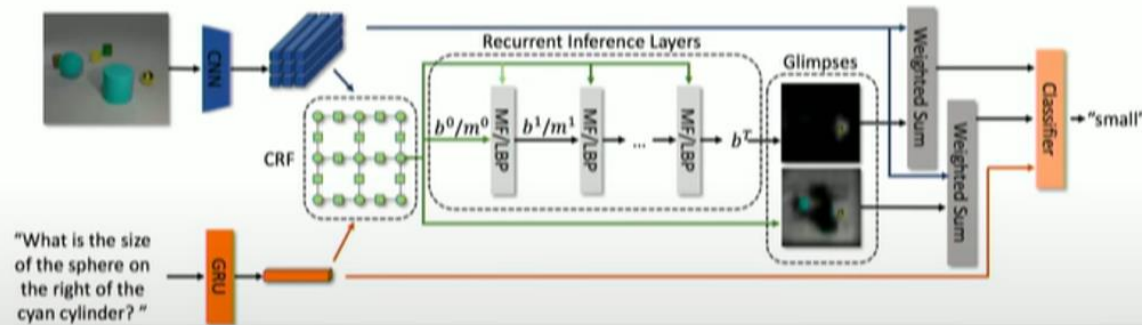 Recurrent Inference Layers
Glimpses
CNN
CRF
b⁰/m⁰
MF/LBP
b¹/m¹
MF/LBP
...
MF/LBP
bᵀ
Weighted Sum
Weighted Sum
Classifier
"small"
"What is the size
of the sphere on
the right of the
cyan cylinder? "
GRU